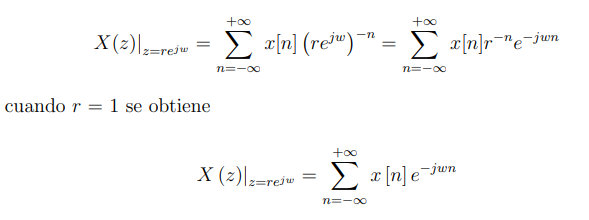 X(z)|_{z=re^{jw}} = \sum_{n=-\infty}^{+\infty} x[n] (re^{jw})^{-n} = \sum_{n=-\infty}^{+\infty} x[n]r^{-n}e^{-jwn}
cuando r = 1 se obtiene
X (z)|_{z=re^{jw}} = \sum_{n=-\infty}^{+\infty} x [n] e^{-jwn}